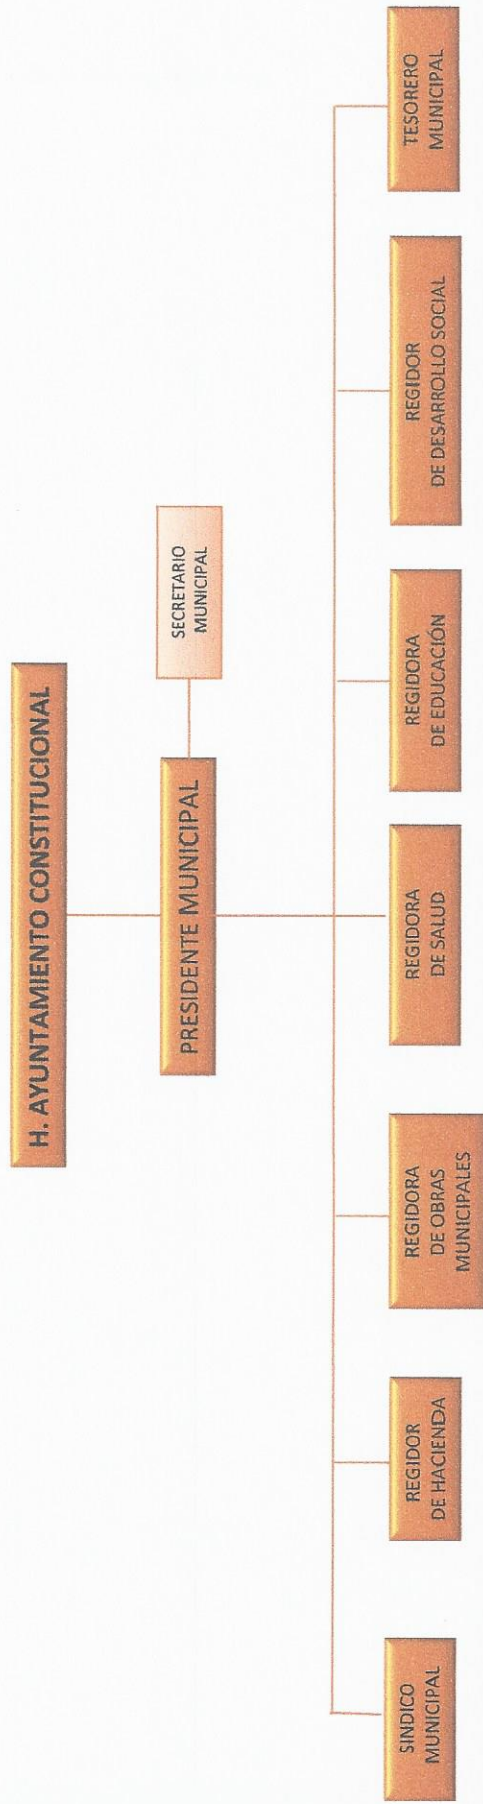 H. AYUNTAMIENTO CONSTITUCIONAL
PRESIDENTE MUNICIPAL
SECRETARIO
MUNICIPAL
SINDICO
MUNICIPAL
REGIDOR
DE HACIENDA
REGIDORA
DE OBRAS
MUNICIPALES
REGIDORA
DE SALUD
REGIDORA
DE EDUCACIÓN
REGIDOR
DE DESARROLLO SOCIAL
TESORERO
MUNICIPAL